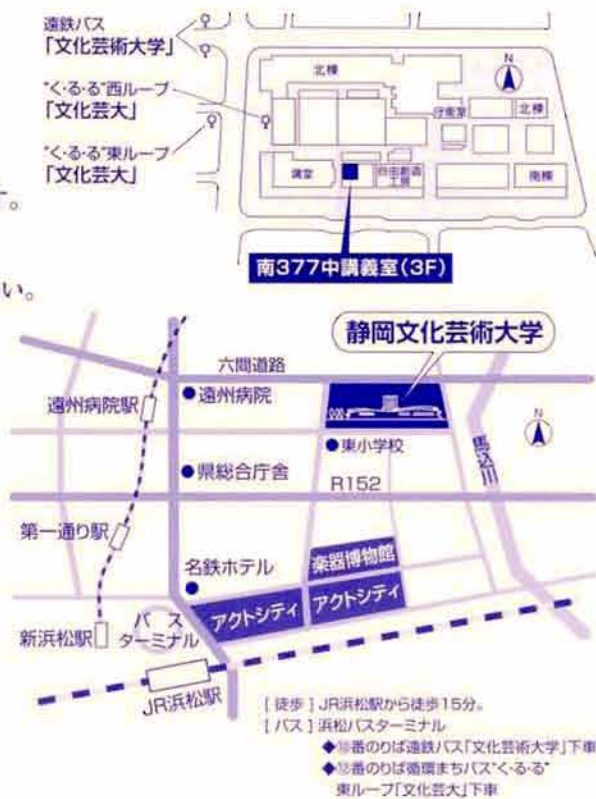 遠鉄バス
「文化芸術大学」
"く・る・る"西ループ
「文化芸大」
"く・る・る"東ループ
「文化芸大」
す。
い。
北棟
N
北棟
講堂
自由創造
工房
南棟
南377中講義室(3F)
静岡文化芸術大学
六間道路
遠州病院駅
遠州病院
東小学校
馬込川
N
県総合庁舎
R152
第一通り駅
名鉄ホテル
楽器博物館
アクトシティ
アクトシティ
新浜松駅
バス
ターミナル
JR浜松駅
[徒歩]JR浜松駅から徒歩15分。
[バス]浜松バスターミナル
◆番のりば遠鉄バス「文化芸術大学」下車
◆番のりば循環まちバス"く・る・る"
東ループ「文化芸大」下車